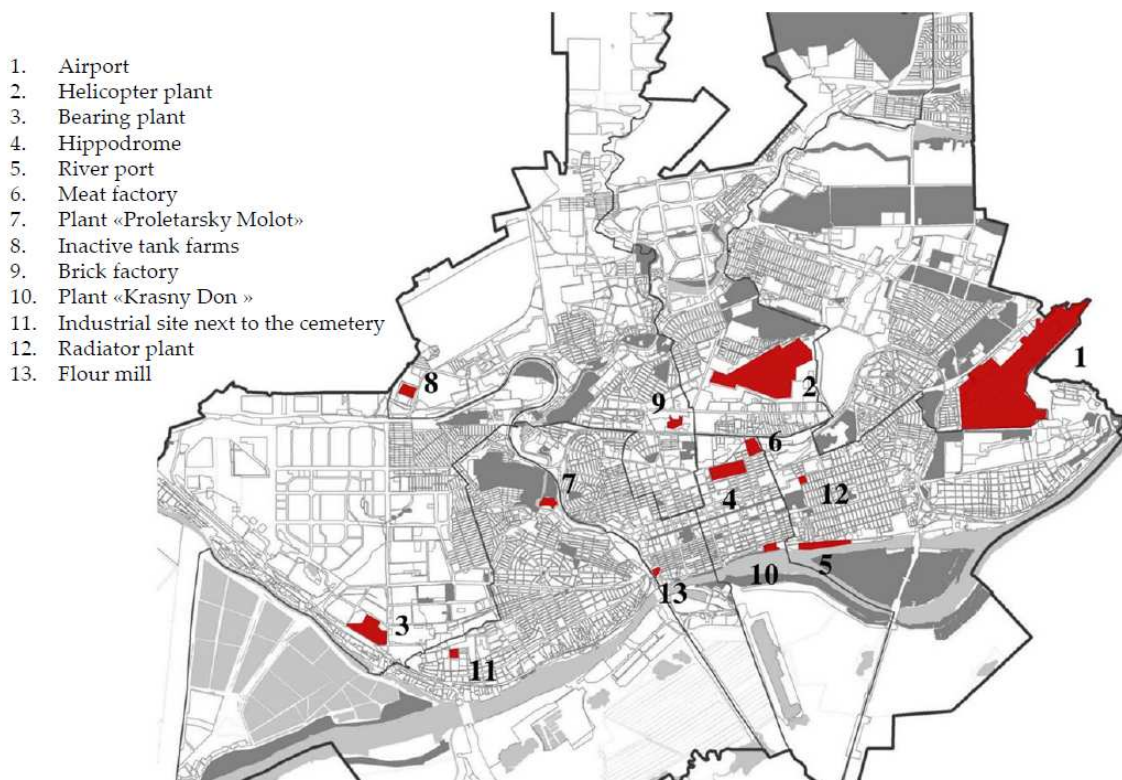 1. Airport
2. Helicopter plant
3. Bearing plant
4. Hippodrome
5. River port
6. Meat factory
7. Plant «Proletarsky Molot»
8. Inactive tank farms
9. Brick factory
10. Plant «Krasny Don »
11. Industrial site next to the cemetery
12. Radiator plant
13. Flour mill
1
2
8
9
6
4
7
12
10
5
13
3
11